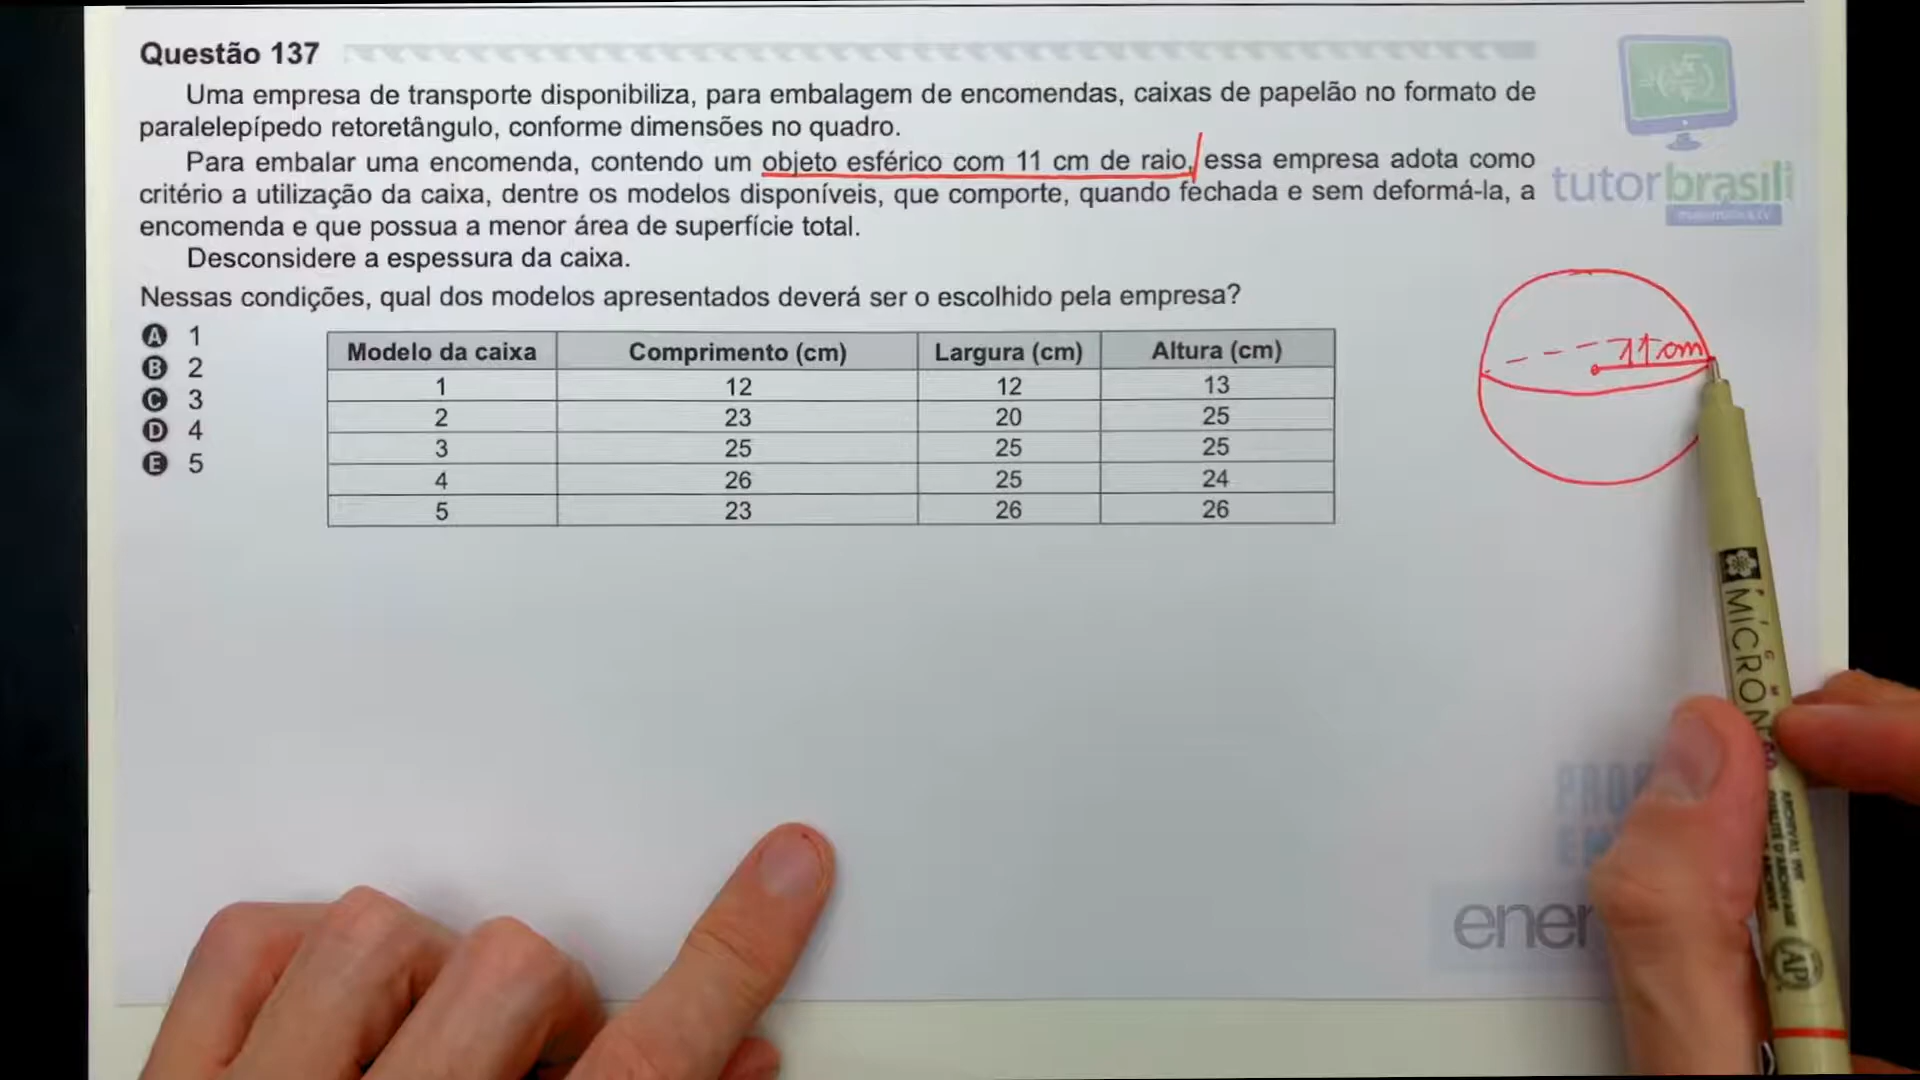 Questão 137
Uma empresa de transporte disponibiliza, para embalagem de encomendas, caixas de papelão no formato de
paralelepípedo retoretângulo, conforme dimensões no quadro.
Para embalar uma encomenda, contendo um objeto esférico com 11 cm de raio, essa empresa adota como
critério a utilização da caixa, dentre os modelos disponíveis, que comporte, quando fechada e sem deformá-la, a
encomenda e que possua a menor área de superfície total.
Desconsidere a espessura da caixa.
Nessas condições, qual dos modelos apresentados deverá ser o escolhido pela empresa?
A 1
B 2
C 3
D 4
E 5
Modelo da caixa Comprimento (cm) Largura (cm) Altura (cm)
1 12 12 13
2 23 20 25
3 25 25 25
4 26 25 24
5 23 26 26
tutorbrasil
11 cm
MICRON
enem